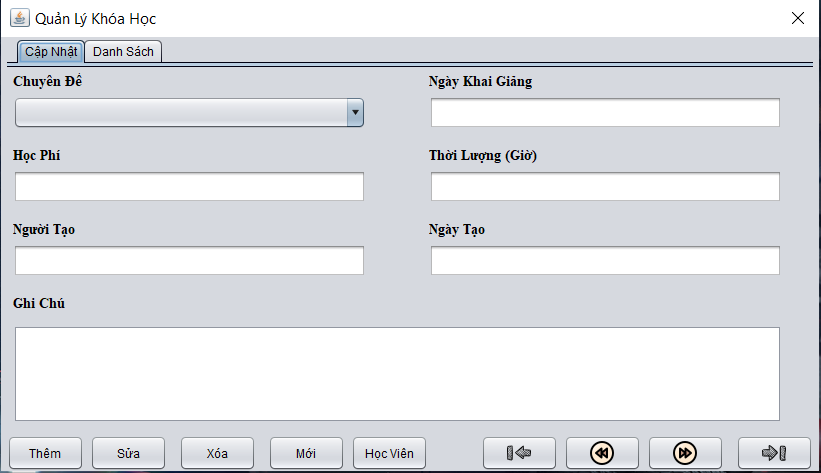 Quản Lý Khóa Học
Cập Nhật Danh Sách
Chuyên Đề Ngày Khai Giảng
Học Phí Thời Lượng (Giờ)
Người Tạo Ngày Tạo
Ghi Chú
Thêm Sửa Xóa Mới Học Viên